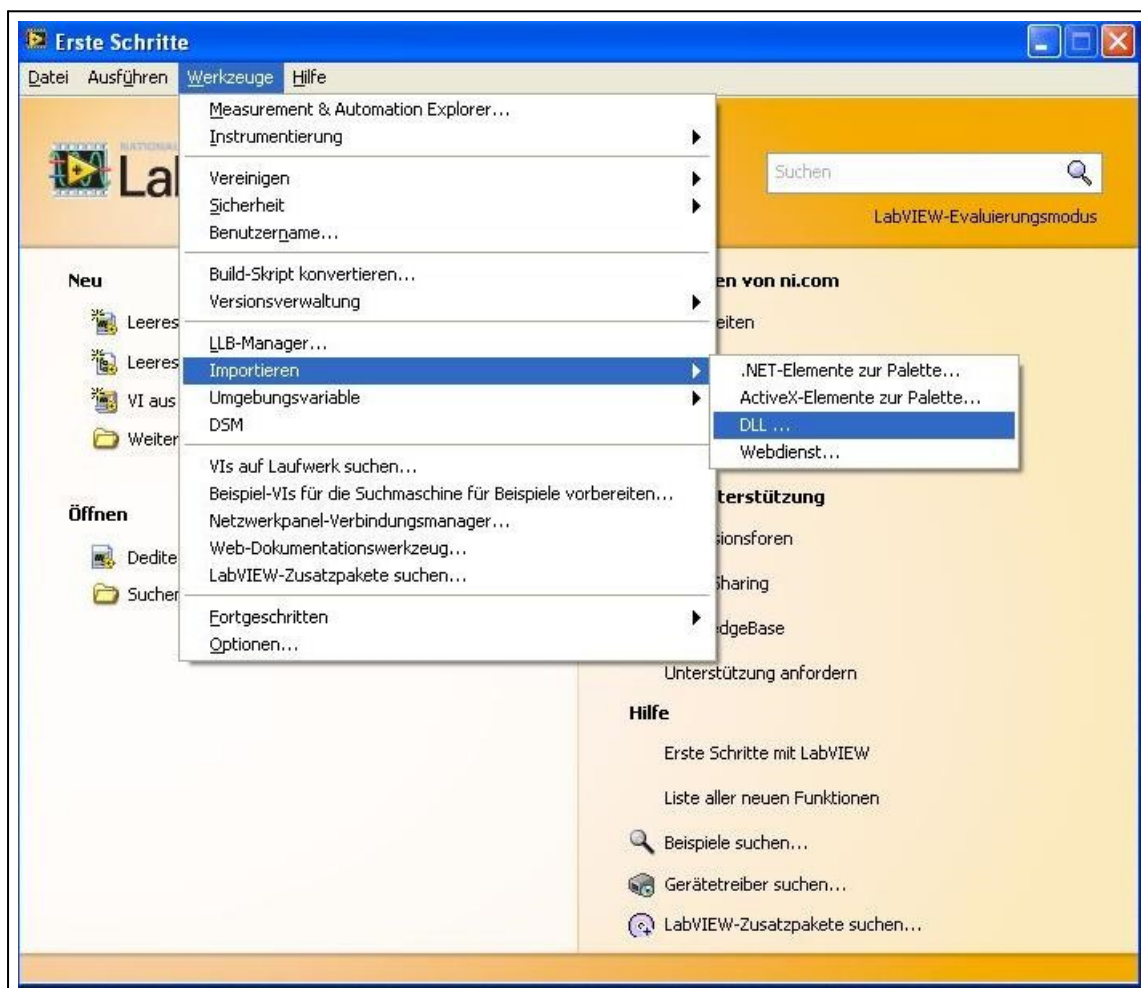 Erste Schritte
Datei Ausführen Werkzeuge Hilfe
Measurement & Automation Explorer...
Instrumentierung
Vereinigen
Sicherheit
Benutzername...
Build-Skript konvertieren...
Versionsverwaltung
LLB-Manager...
Importieren
Umgebungsvariable
DSM
VIs auf Laufwerk suchen...
Beispiel-VIs für die Suchmaschine für Beispiele vorbereiten...
Netzwerkpanel-Verbindungsmanager...
Web-Dokumentationswerkzeug...
LabVIEW-Zusatzpakete suchen...
Fortgeschritten
Optionen...
.NET-Elemente zur Palette...
ActiveX-Elemente zur Palette...
DLL ...
Webdienst...
NATIONAL
Lal
Suchen
LabVIEW-Evaluierungsmodus
Neu
Leeres
Leeres
VI aus
Weiter
Öffnen
Dedite
Sucher
en von ni.com
eiten
terstützung
sionsforen
Sharing
edgeBase
Unterstützung anfordern
Hilfe
Erste Schritte mit LabVIEW
Liste aller neuen Funktionen
Beispiele suchen...
Gerätetreiber suchen...
LabVIEW-Zusatzpakete suchen...